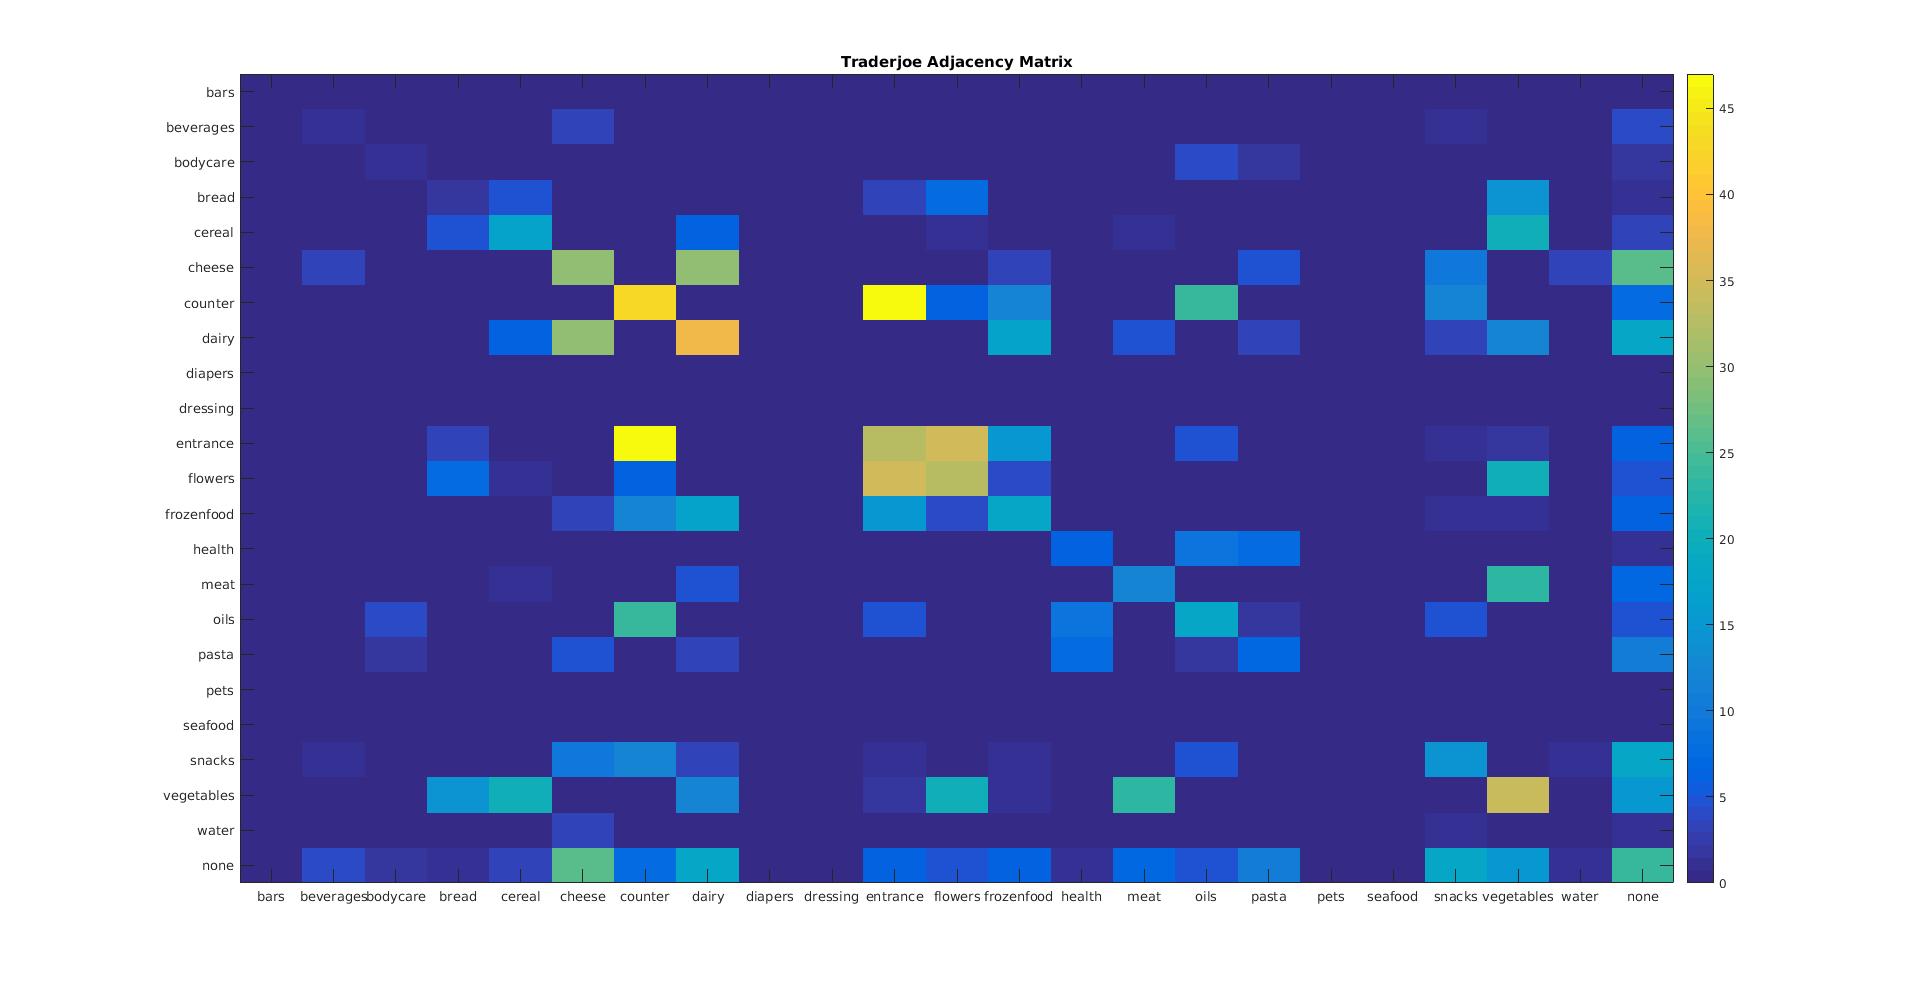 Traderjoe Adjacency Matrix
bars
beverages
bodycare
bread
cereal
cheese
counter
dairy
diapers
dressing
entrance
flowers
frozenfood
health
meat
oils
pasta
pets
seafood
snacks
vegetables
water
none
bars beverages bodycare bread cereal cheese counter dairy diapers dressing entrance flowers frozenfood health meat oils pasta pets seafood snacks vegetables water none
45
40
35
30
25
20
15
10
5
0